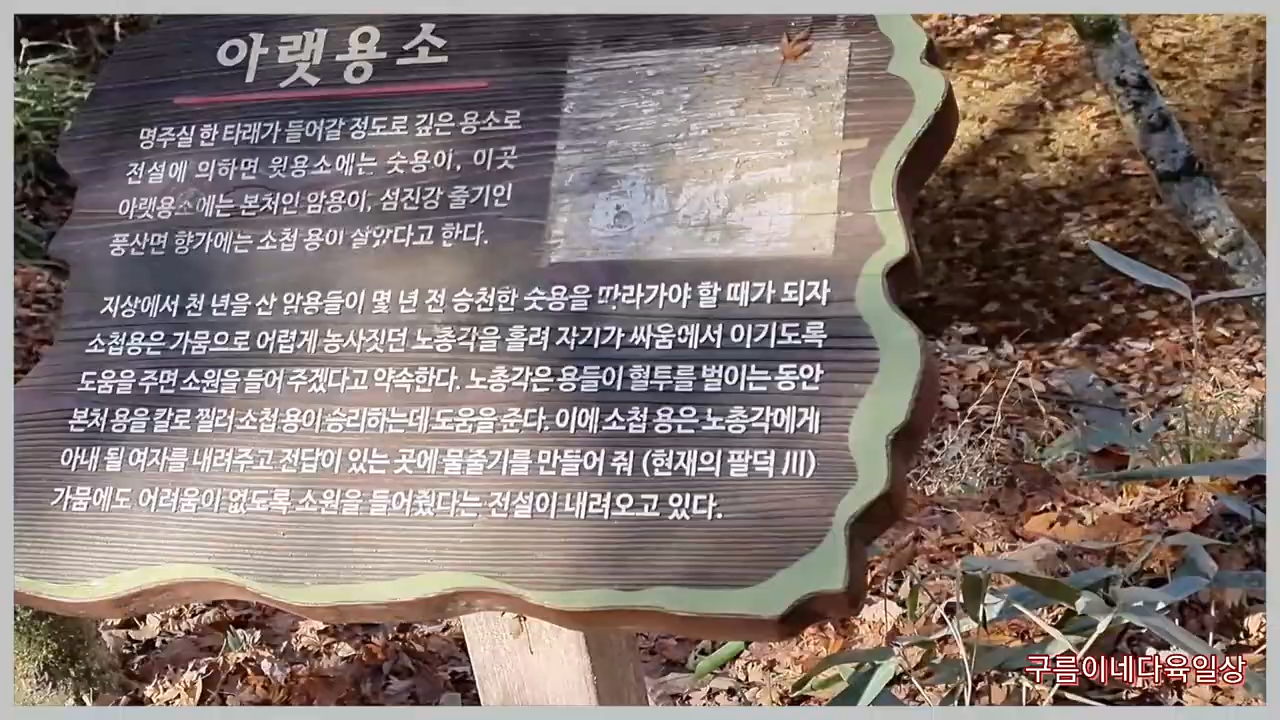 아랫용소
명주실 한 타래가 들어갈 정도로 깊은 용소로
전설에 의하면 윗용소에는 숫용이, 이곳
아랫용소에는 본처인 암용이, 섬진강 줄기인
풍산면 향가에는 소첩 용이 살았다고 한다.
지상에서 천 년을 산 암용들이 몇 년 전 승천한 숫용을 따라가야 할 때가 되자
소첩용은 가뭄으로 어렵게 농사짓던 노총각을 홀려 자기가 싸움에서 이기도록
도움을 주면 소원을 들어 주겠다고 약속한다. 노총각은 용들이 혈투를 벌이는 동안
본처 용을 칼로 찔러 소첩 용이 승리하는데 도움을 준다. 이에 소첩 용은 노총각에게
아내 될 여자를 내려주고 전답이 있는 곳에 물줄기를 만들어 줘 (현재의 팔덕 川)
가뭄에도 어려움이 없도록 소원을 들어줬다는 전설이 내려오고 있다.
구름이네다육일상